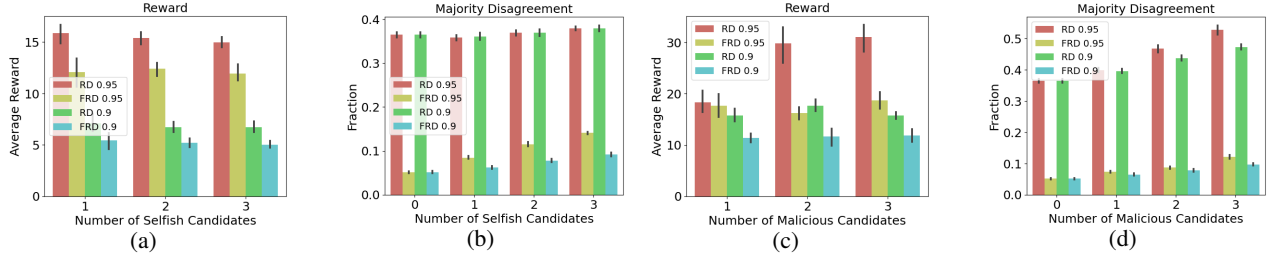 Reward
Average Reward
15
10
5
0
RD 0.95
FRD 0.95
RD 0.9
FRD 0.9
1 2 3
Number of Selfish Candidates
(a)
Majority Disagreement
Fraction
0.4
0.3
0.2
0.1
0.0
RD 0.95
FRD 0.95
RD 0.9
FRD 0.9
0 1 2 3
Number of Selfish Candidates
(b)
Reward
Average Reward
30
20
10
0
RD 0.95
FRD 0.95
RD 0.9
FRD 0.9
1 2 3
Number of Malicious Candidates
(c)
Majority Disagreement
Fraction
0.5
0.4
0.3
0.2
0.1
0.0
RD 0.95
FRD 0.95
RD 0.9
FRD 0.9
0 1 2 3
Number of Malicious Candidates
(d)